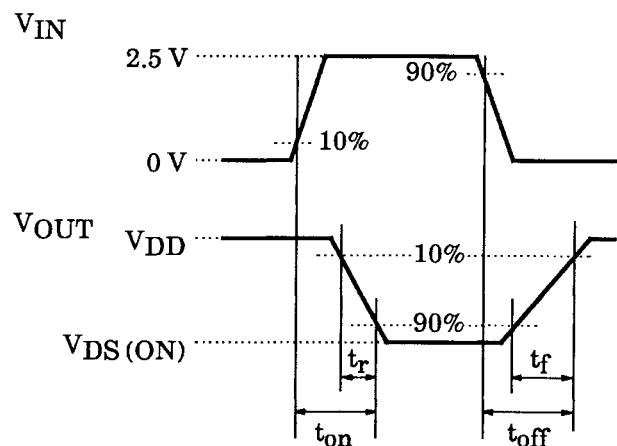 VIN
2.5 V
90%
10%
0 V
VOUT
VDD
10%
90%
VDS (ON)
tr
tf
ton
toff